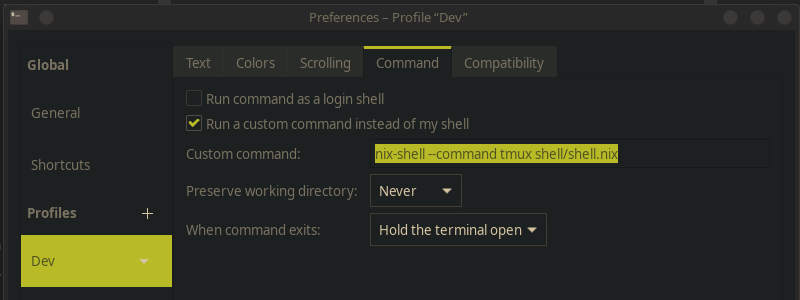 Preferences – Profile “Dev”
Global
General
Shortcuts
Profiles +
Dev
Text Colors Scrolling Command Compatibility
Run command as a login shell
Run a custom command instead of my shell
Custom command: nix-shell --command tmux shell/shell.nix
Preserve working directory: Never
When command exits: Hold the terminal open